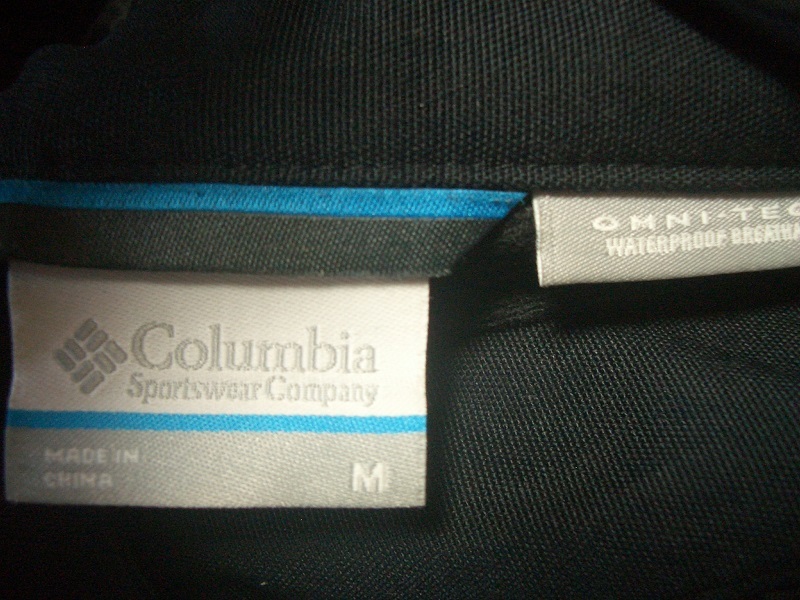 Columbia
Sportswear Company
MADE IN
CHINA
M
OMNI-TEC
WATERPROOF BREATHA